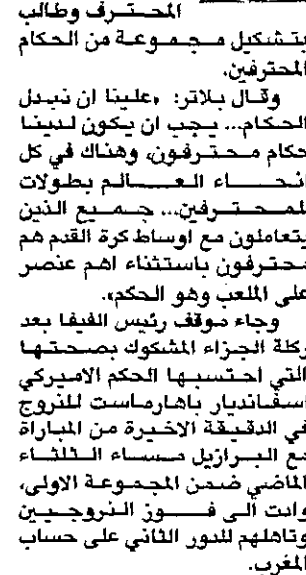 المحترف وطالب
بتشكيل مجموعة من الحكام
المحترفين.
وقال بلاتر: «علينا ان نبدل
الحكام... يجب ان يكون لدينا
حكام محترفون، وهناك في كل
انحاء العالم بطولات
للمحترفين... جميع الذين
يتعاملون مع اوساط كرة القدم هم
محترفون باستثناء اهم عنصر
على الملعب وهو الحكم».
وجاء موقف رئيس الفيفا بعد
ركلة الجزاء المشكوك بصحتها
التي احتسبها الحكم الاميركي
اسفانديار باهارماست للنروج
في الدقيقة الاخيرة من المباراة
مع البرازيل مساء الثلثاء
الماضي ضمن المجموعة الاولى،
وادت الى فوز النروجيين
وتاهلهم للدور الثاني على حساب
المغرب.